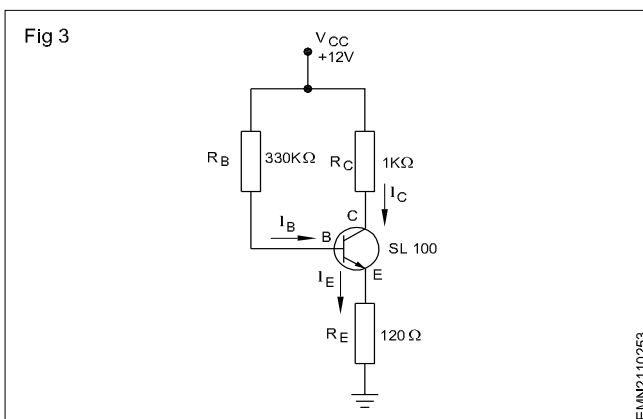 Fig 3
VCC
+12V
RB
330KΩ
RC
1KΩ
IC
C
IB
B
SL 100
IE
E
RE
120Ω
EMN2110253